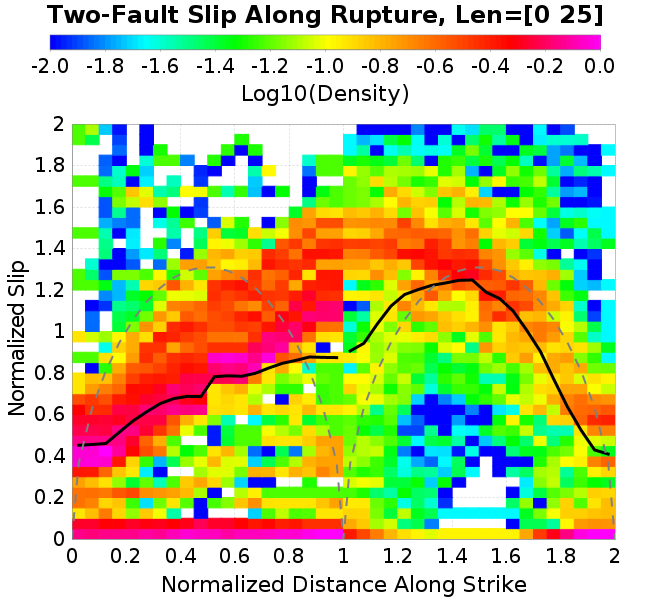 Two-Fault Slip Along Rupture, Len=[0 25]
-2.0 -1.8 -1.6 -1.4 -1.2 -1.0 -0.8 -0.6 -0.4 -0.2 0.0
Log10(Density)
2
1.8
1.6
1.4
1.2
1
0.8
0.6
0.4
0.2
0
Normalized Slip
0 0.2 0.4 0.6 0.8 1 1.2 1.4 1.6 1.8 2
Normalized Distance Along Strike